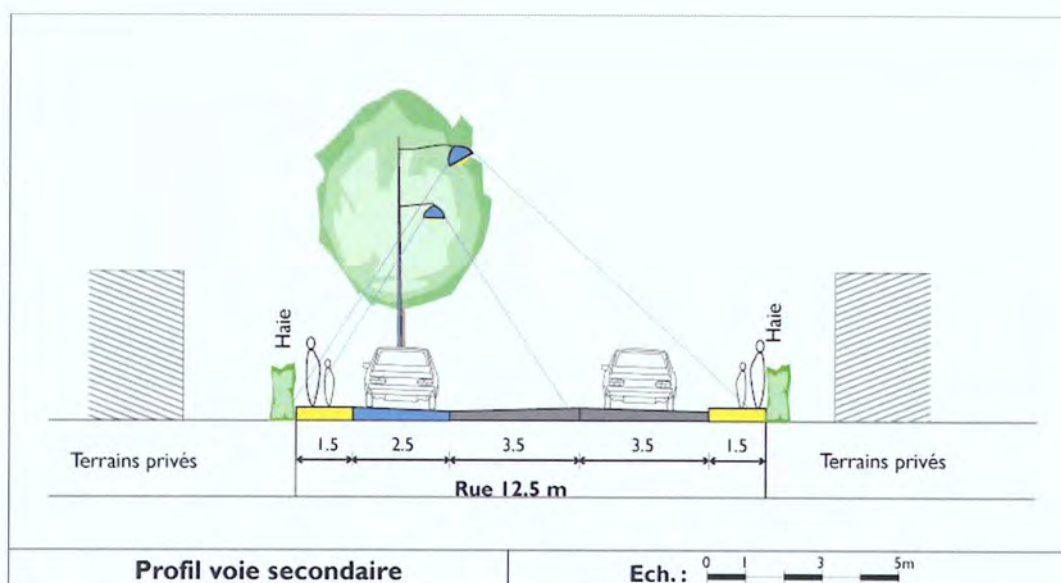 Haie
Haie
1.5 2.5 3.5 3.5 1.5
Terrains privés
Terrains privés
Rue 12.5 m
Profil voie secondaire
Ech. : 0 1 3 5m